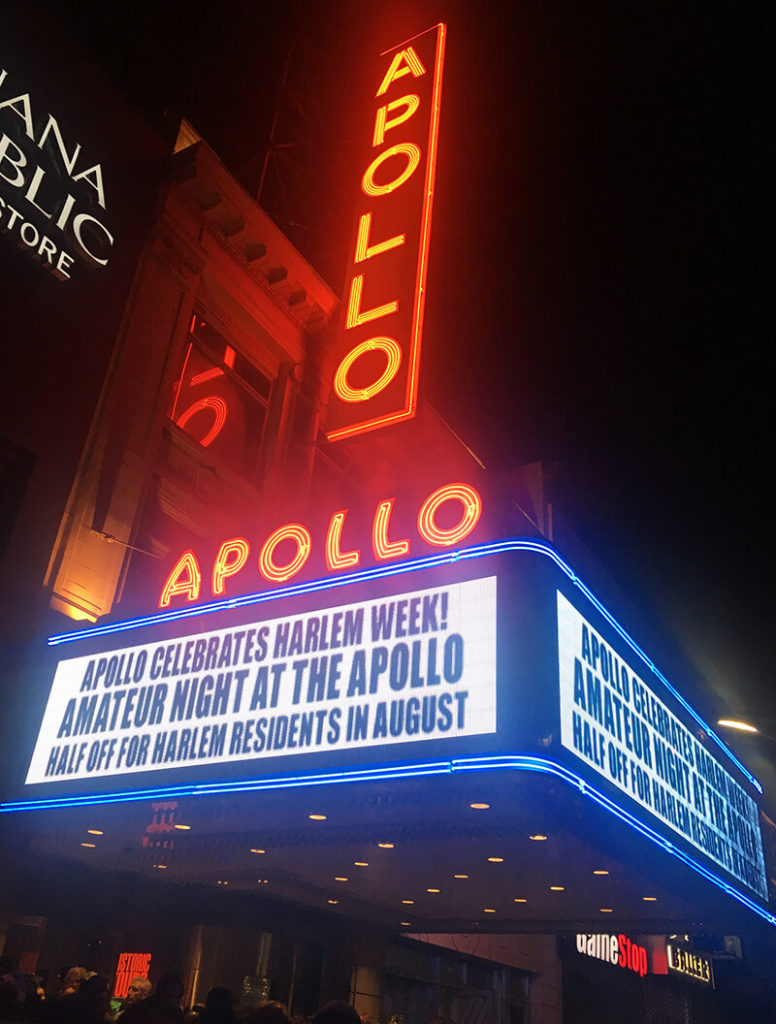 ANA
BLIC
STORE
APOLLO
APOLLO
APOLLO CELEBRATES HARLEM WEEK!
AMATEUR NIGHT AT THE APOLLO
HALF OFF FOR HARLEM RESIDENTS IN AUGUST
APOLLO CELEBRATES HARLEM WEEK!
AMATEUR NIGHT AT THE APOLLO
HALF OFF FOR HARLEM RESIDENTS IN AUGUST
HISTORIC
GameStop